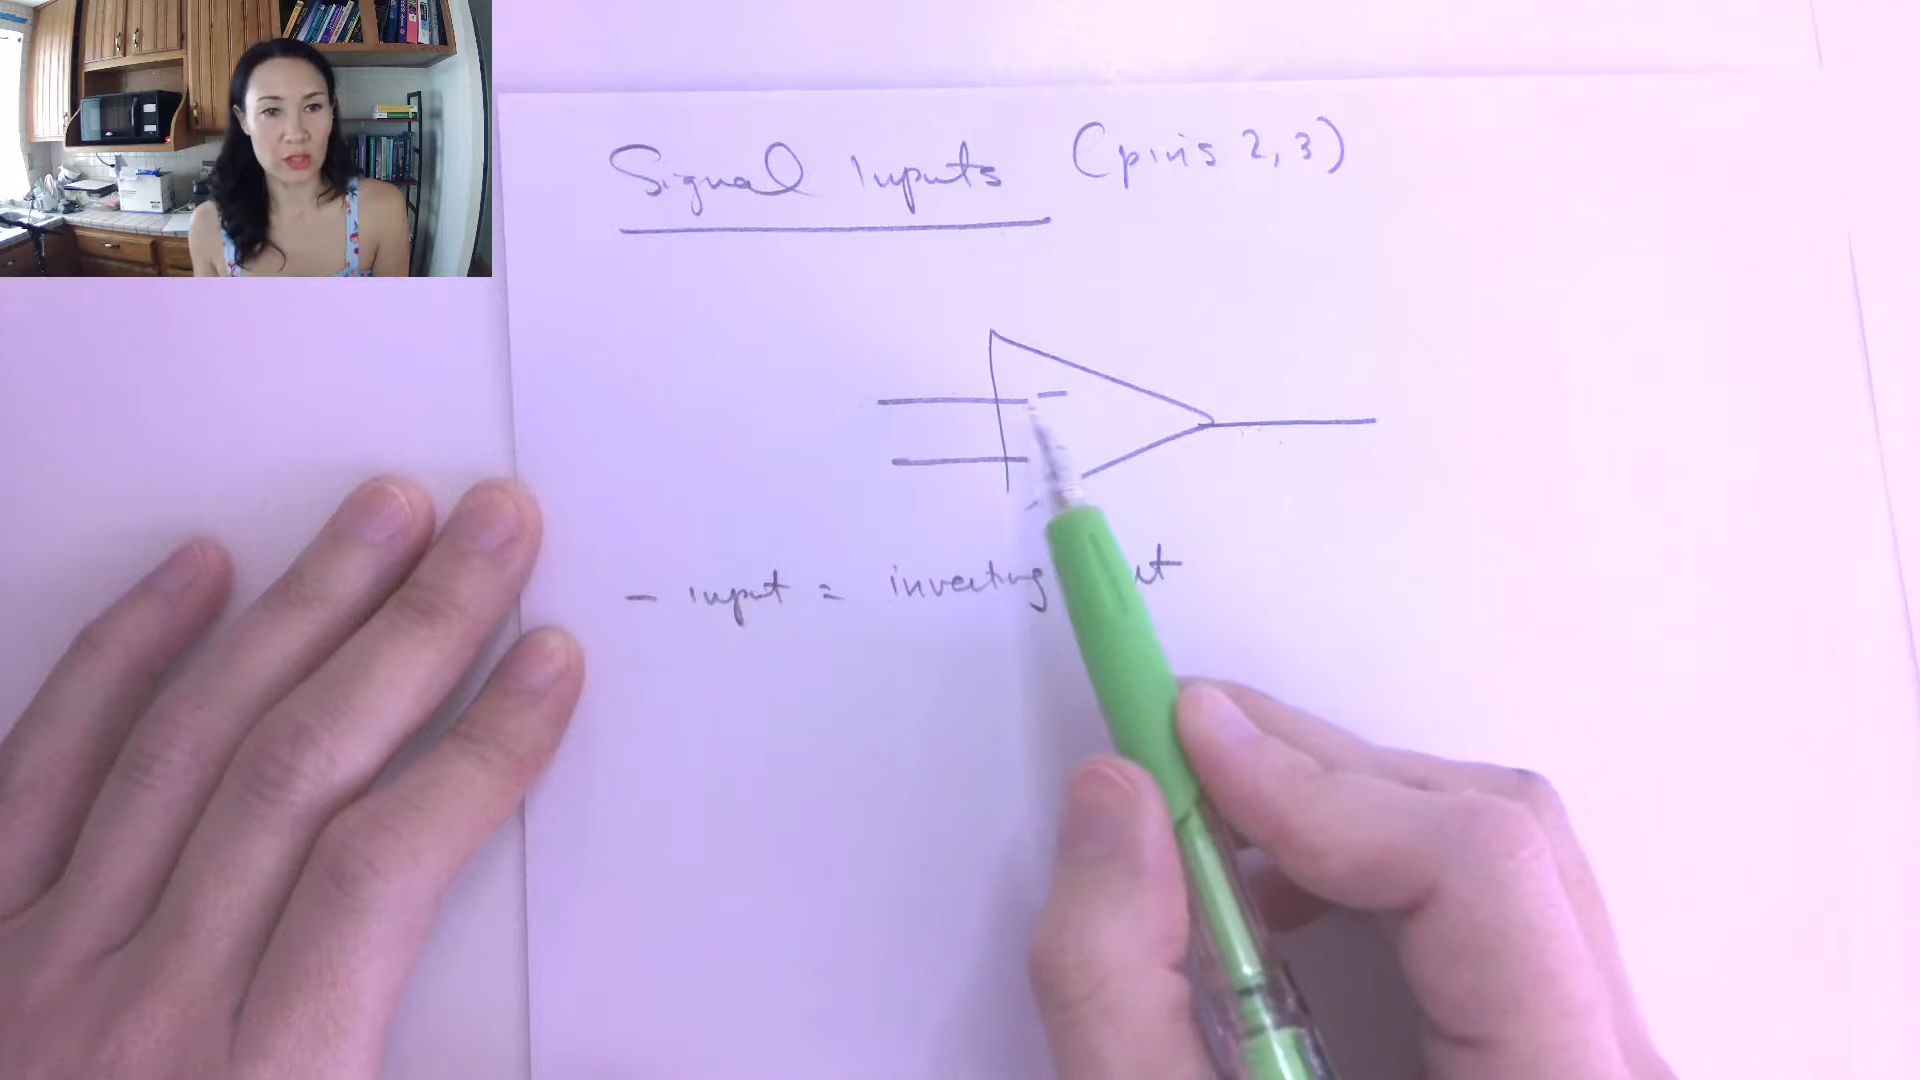 Signal Inputs (pins 2, 3)
-
- input = inverting